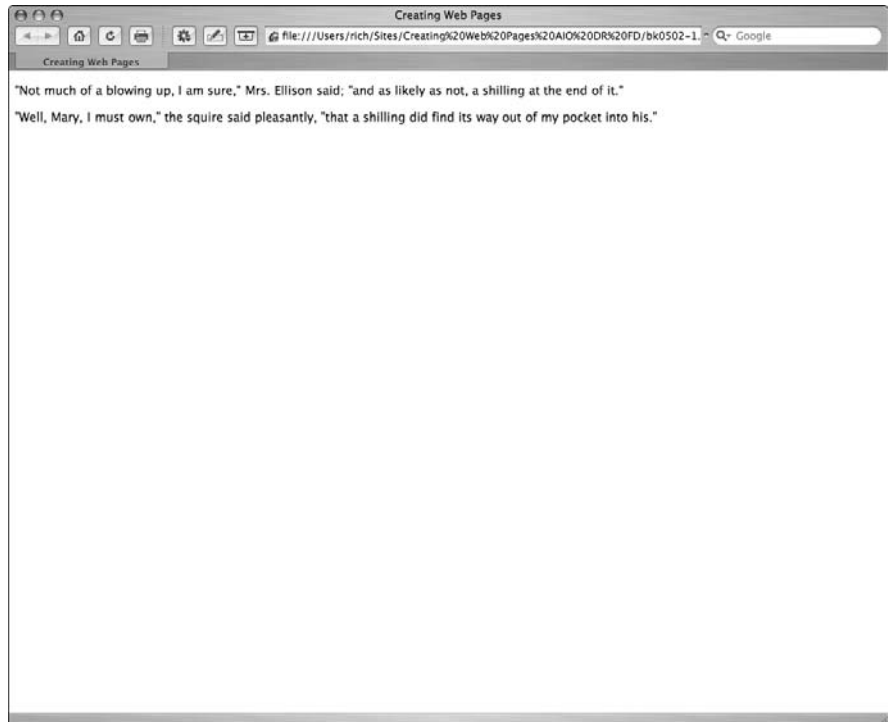 Creating Web Pages
file:///Users/rich/Sites/Creating%20Web%20Pages%20AIO%20DR%20FD/bk0502-1.
Google
Creating Web Pages
"Not much of a blowing up, I am sure," Mrs. Ellison said; "and as likely as not, a shilling at the end of it."
"Well, Mary, I must own," the squire said pleasantly, "that a shilling did find its way out of my pocket into his."